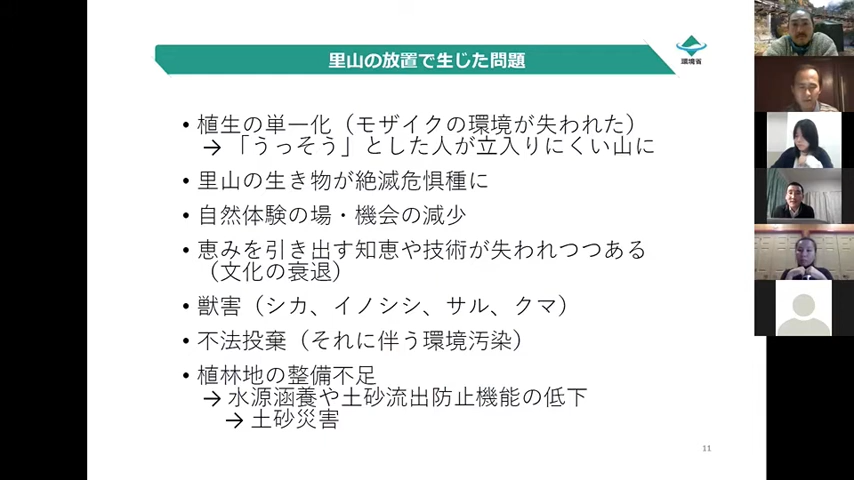 里山の放置で生じた問題
環境省
• 植生の単一化（モザイクの環境が失われた）
→ 「うっそう」とした人が立入りにくい山に
• 里山の生き物が絶滅危惧種に
• 自然体験の場・機会の減少
• 恵みを引き出す知恵や技術が失われつつある
（文化の衰退）
• 獣害（シカ、イノシシ、サル、クマ）
• 不法投棄（それに伴う環境汚染）
• 植林地の整備不足
→ 水源涵養や土砂流出防止機能の低下
→ 土砂災害
11